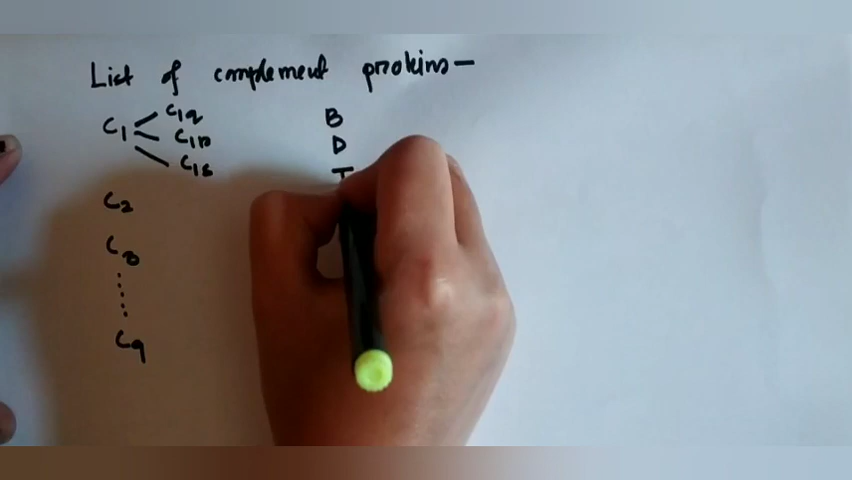 List of complement proteins—
C1 C1q
C1r
C1s
C2
C3
C9
B
D